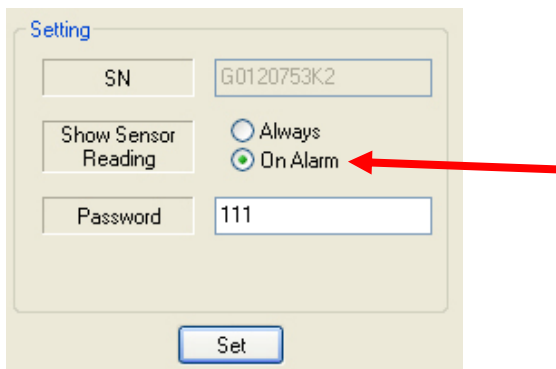 Setting
SN
G0120753K2
Show Sensor
Reading
Always
On Alarm
Password
111
Set